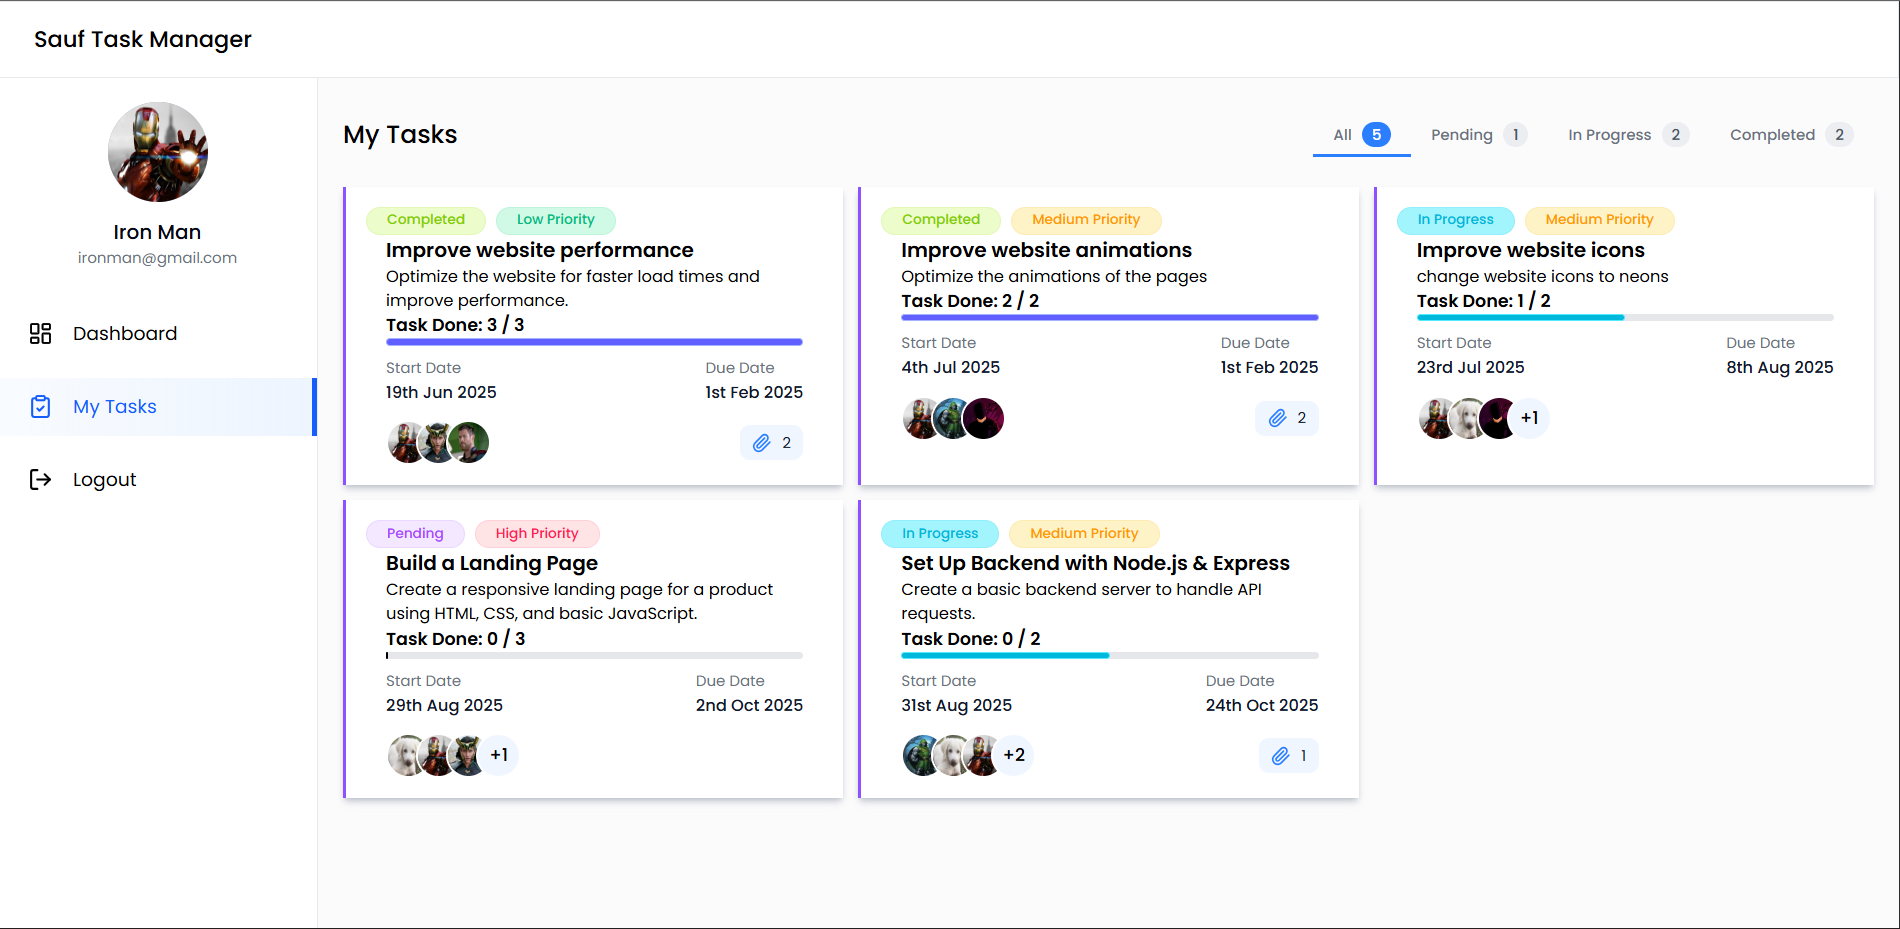 Sauf Task Manager
Iron Man
ironman@gmail.com
Dashboard
My Tasks
Logout
My Tasks
All 5
Pending 1
In Progress 2
Completed 2
Completed
Low Priority
Improve website performance
Optimize the website for faster load times and
improve performance.
Task Done: 3 / 3
Start Date
Due Date
19th Jun 2025
1st Feb 2025
2
Completed
Medium Priority
Improve website animations
Optimize the animations of the pages
Task Done: 2 / 2
Start Date
Due Date
4th Jul 2025
1st Feb 2025
2
In Progress
Medium Priority
Improve website icons
change website icons to neons
Task Done: 1 / 2
Start Date
Due Date
23rd Jul 2025
8th Aug 2025
+1
Pending
High Priority
Build a Landing Page
Create a responsive landing page for a product
using HTML, CSS, and basic JavaScript.
Task Done: 0 / 3
Start Date
Due Date
29th Aug 2025
2nd Oct 2025
+1
In Progress
Medium Priority
Set Up Backend with Node.js & Express
Create a basic backend server to handle API
requests.
Task Done: 0 / 2
Start Date
Due Date
31st Aug 2025
24th Oct 2025
+2
1